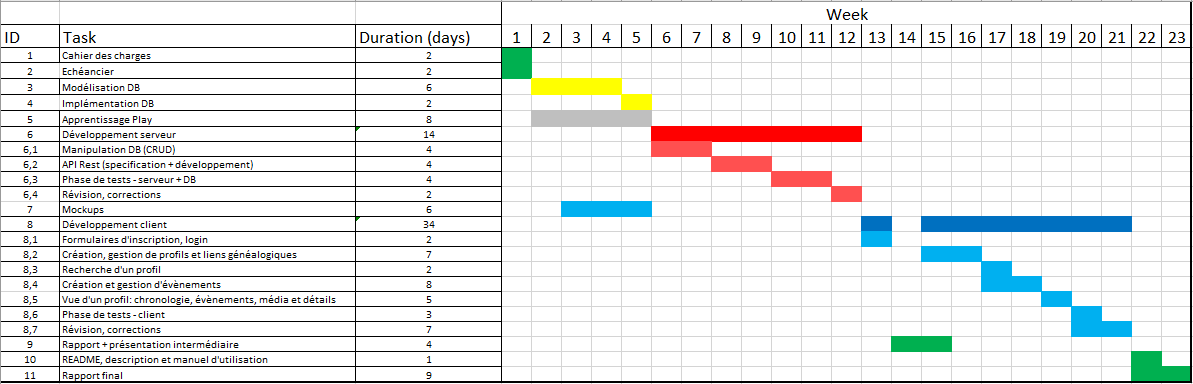 Week
ID Task Duration (days) 1 2 3 4 5 6 7 8 9 10 11 12 13 14 15 16 17 18 19 20 21 22 23
1 Cahier des charges 2
2 Echéancier 2
3 Modélisation DB 6
4 Implémentation DB 2
5 Apprentissage Play 8
6 Développement serveur 14
6,1 Manipulation DB (CRUD) 4
6,2 API Rest (specification + développement) 4
6,3 Phase de tests - serveur + DB 4
6,4 Révision, corrections 2
7 Mockups 6
8 Développement client 34
8,1 Formulaires d'inscription, login 2
8,2 Création, gestion de profils et liens généalogiques 7
8,3 Recherche d'un profil 2
8,4 Création et gestion d'évènements 8
8,5 Vue d'un profil: chronologie, évènements, média et détails 5
8,6 Phase de tests - client 3
8,7 Révision, corrections 7
9 Rapport + présentation intermédiaire 4
10 README, description et manuel d'utilisation 1
11 Rapport final 9